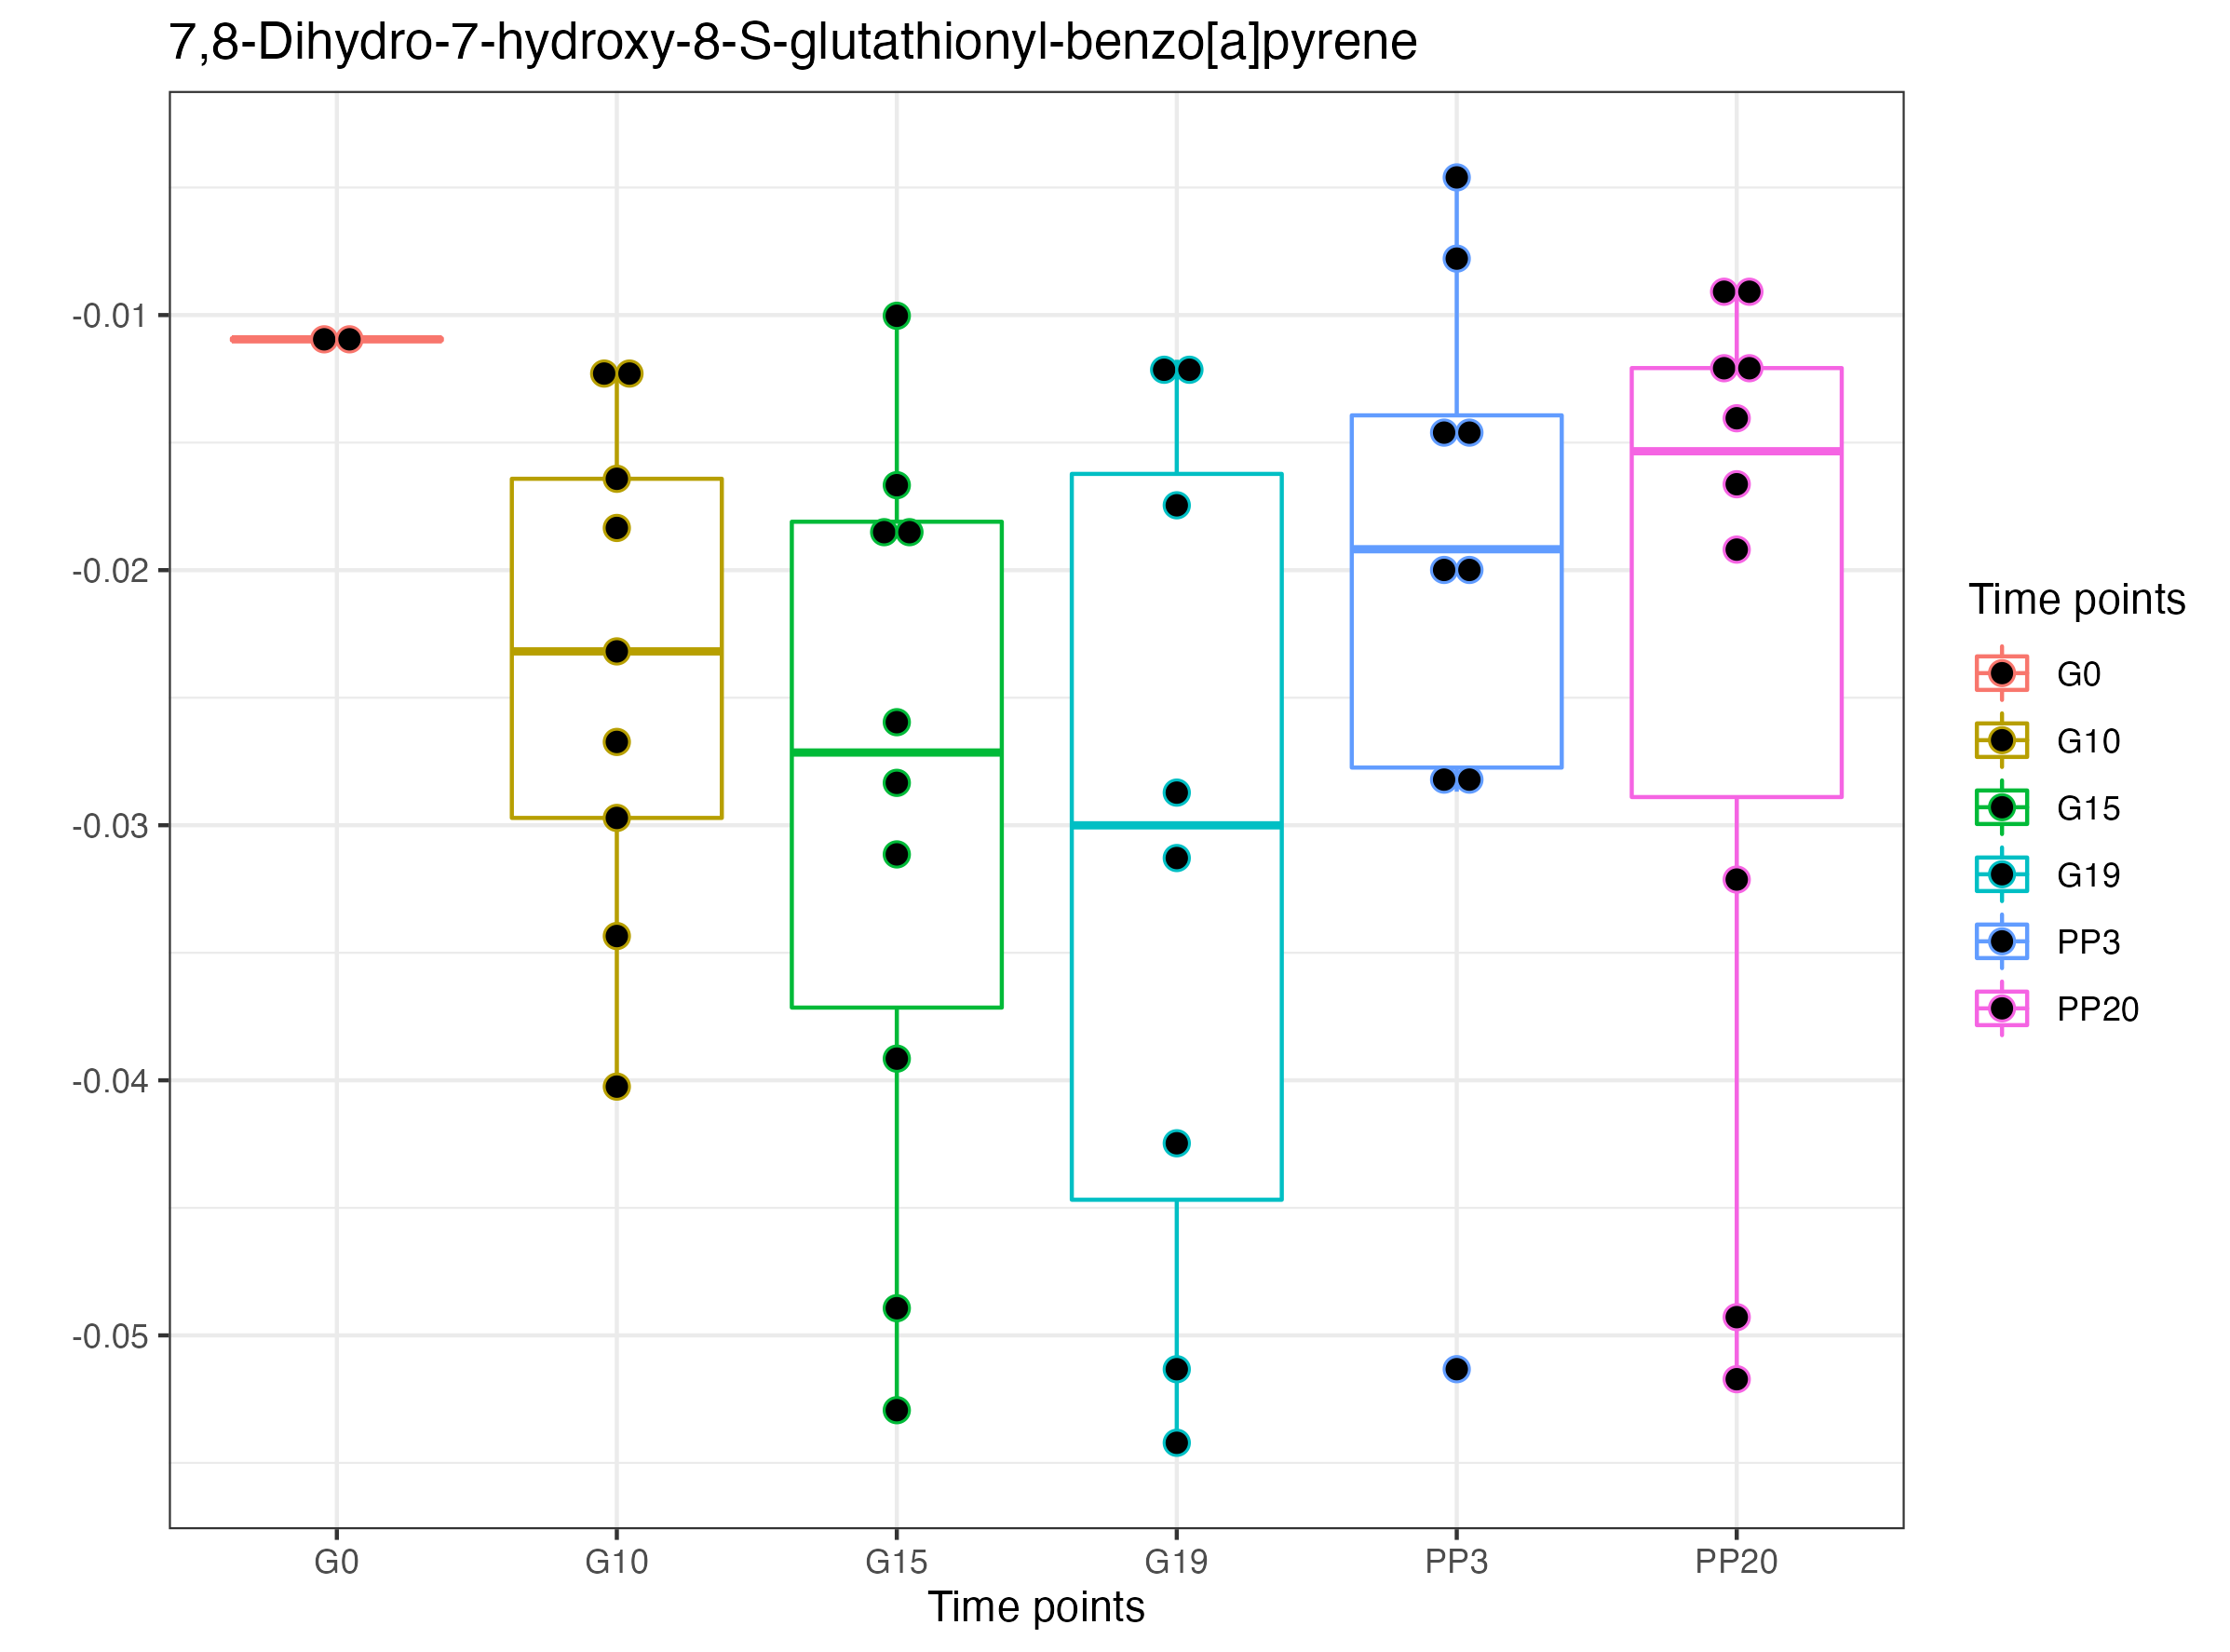 7,8-Dihydro-7-hydroxy-8-S-glutathionyl-benzo[a]pyrene
-0.01
-0.02
-0.03
-0.04
-0.05
G0 G10 G15 G19 PP3 PP20
Time points
Time points
G0
G10
G15
G19
PP3
PP20